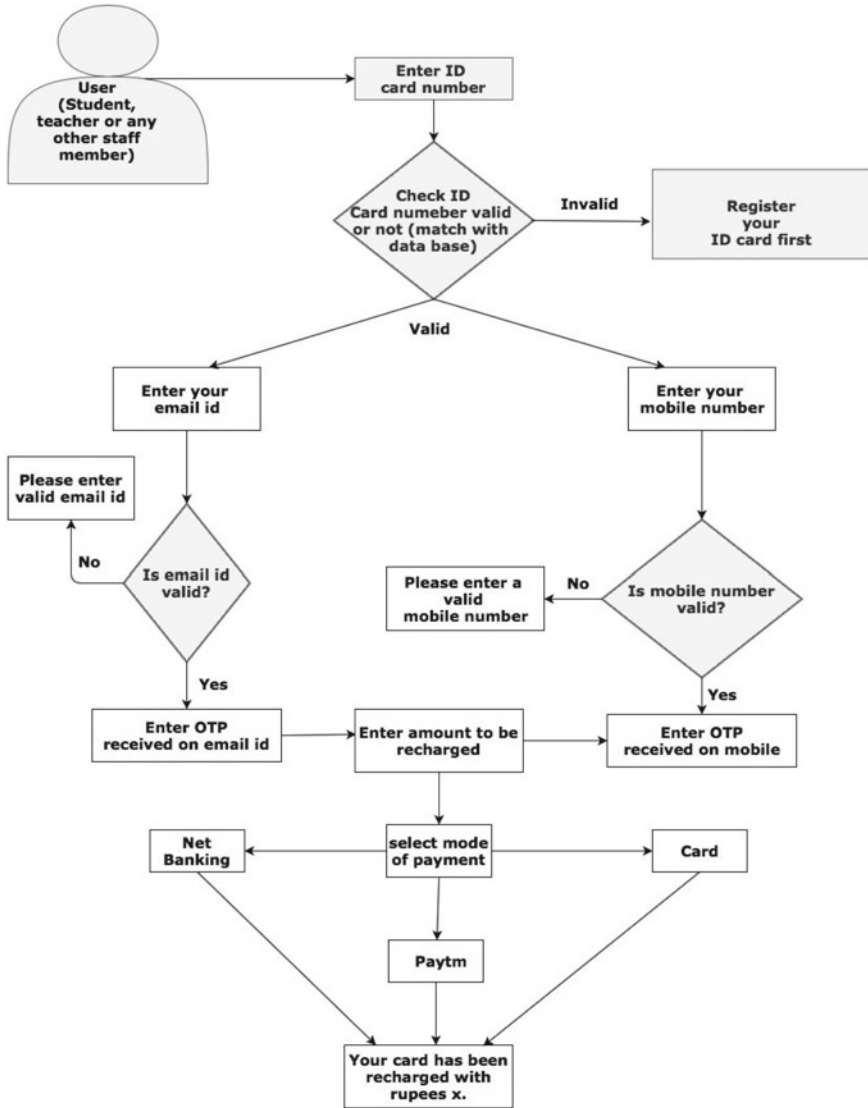 User
(Student,
teacher or any
other staff
member)
Enter ID
card number
Check ID
Card numeber valid
or not (match with
data base)
Invalid
Register
your
ID card first
Valid
Enter your
email id
Enter your
mobile number
Please enter
valid email id
No
Is email id
valid?
Please enter a
valid
mobile number
No
Is mobile number
valid?
Yes
Yes
Enter OTP
received on email id
Enter amount to be
recharged
Enter OTP
received on mobile
Net
Banking
select mode
of payment
Card
Paytm
Your card has been
recharged with
rupees x.